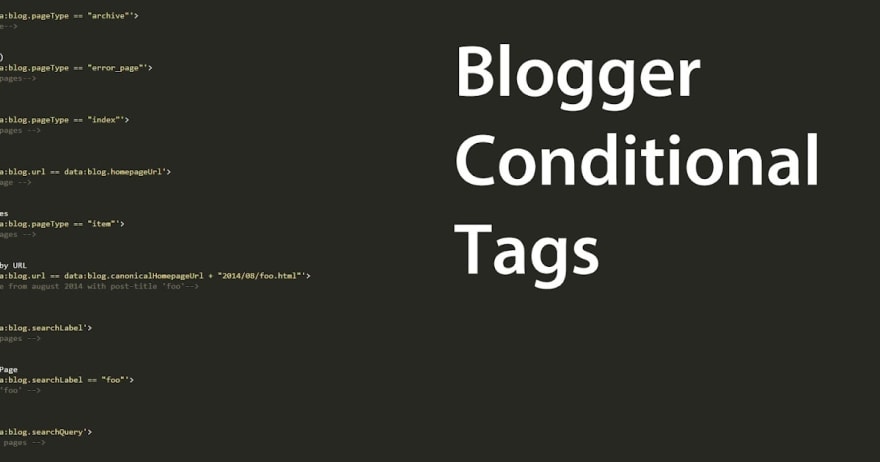 a:blog.pageType == "archive"'>
e-->
)
a:blog.pageType == "error_page"'>
pages-->
a:blog.pageType == "index"'>
pages -->
a:blog.url == data:blog.homepageUrl'>
age -->
es
a:blog.pageType == "item"'>
ages -->
by URL
a:blog.url == data:blog.canonicalHomepageUrl + "2014/08/foo.html"'>
e from august 2014 with post-title 'foo'-->
a:blog.searchLabel'>
pages -->
Page
a:blog.searchLabel == "foo"'>
'foo' -->
a:blog.searchQuery'>
pages -->
Blogger
Conditional
Tags